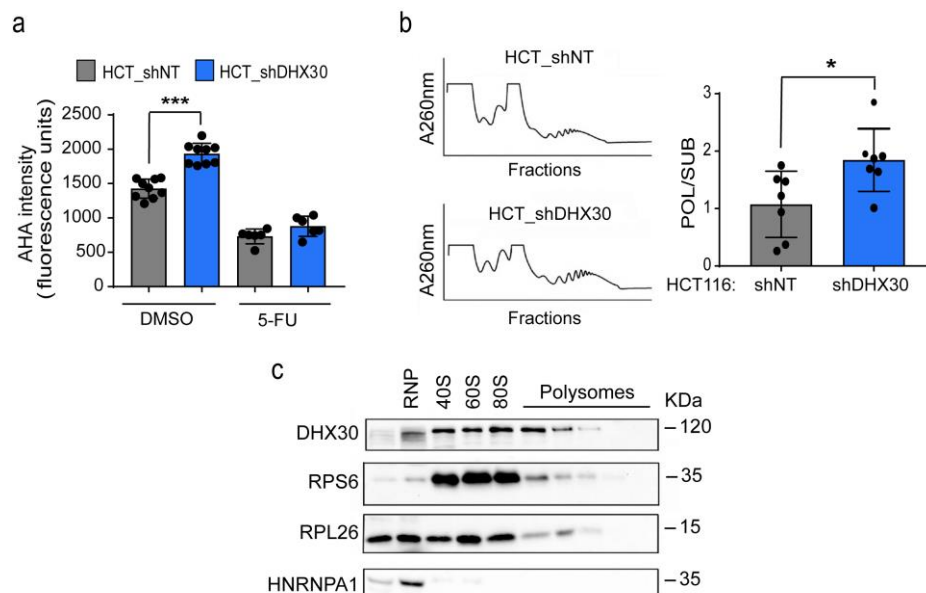 a
HCT_shNT HCT_shDHX30
***
AHA intensity
(fluorescence units)
2500
2000
1500
1000
500
0
DMSO 5-FU
b
HCT_shNT
A260nm
Fractions
HCT_shDHX30
A260nm
Fractions
*
POL/SUB
3
2
1
0
HCT116: shNT shDHX30
c
RNP 40S 60S 80S Polysomes KDa
DHX30 –120
RPS6 –35
RPL26 –15
HNRNPA1 –35